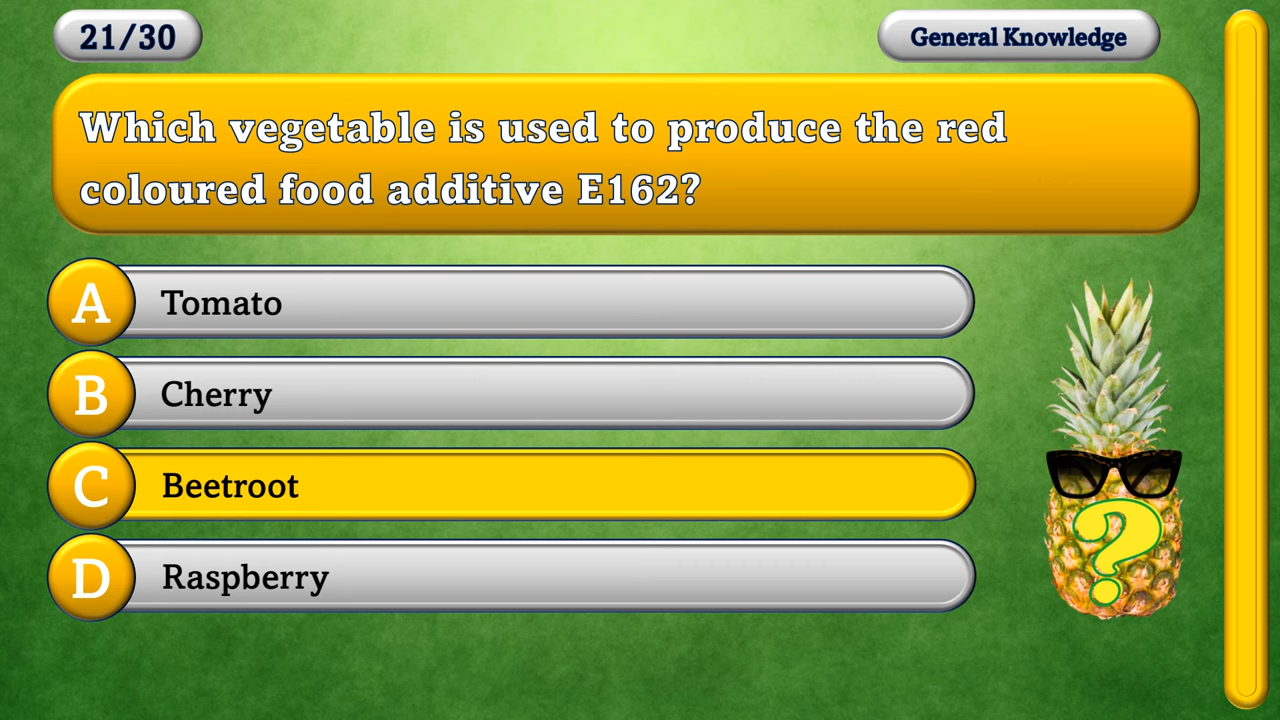 21/30
General Knowledge
Which vegetable is used to produce the red
coloured food additive E162?
A Tomato
B Cherry
C Beetroot
D Raspberry
?